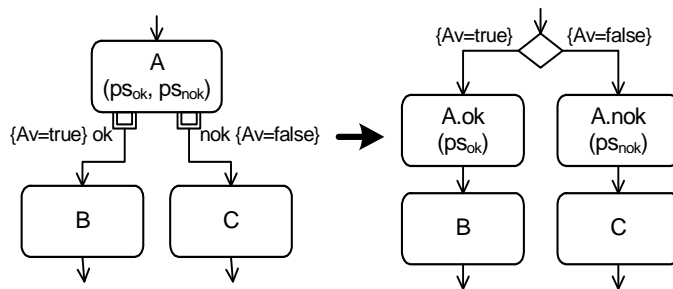 A
(ps_ok, ps_nok)
{Av=true} ok
nok {Av=false}
B
C
{Av=true}
{Av=false}
A.ok
(ps_ok)
A.nok
(ps_nok)
B
C